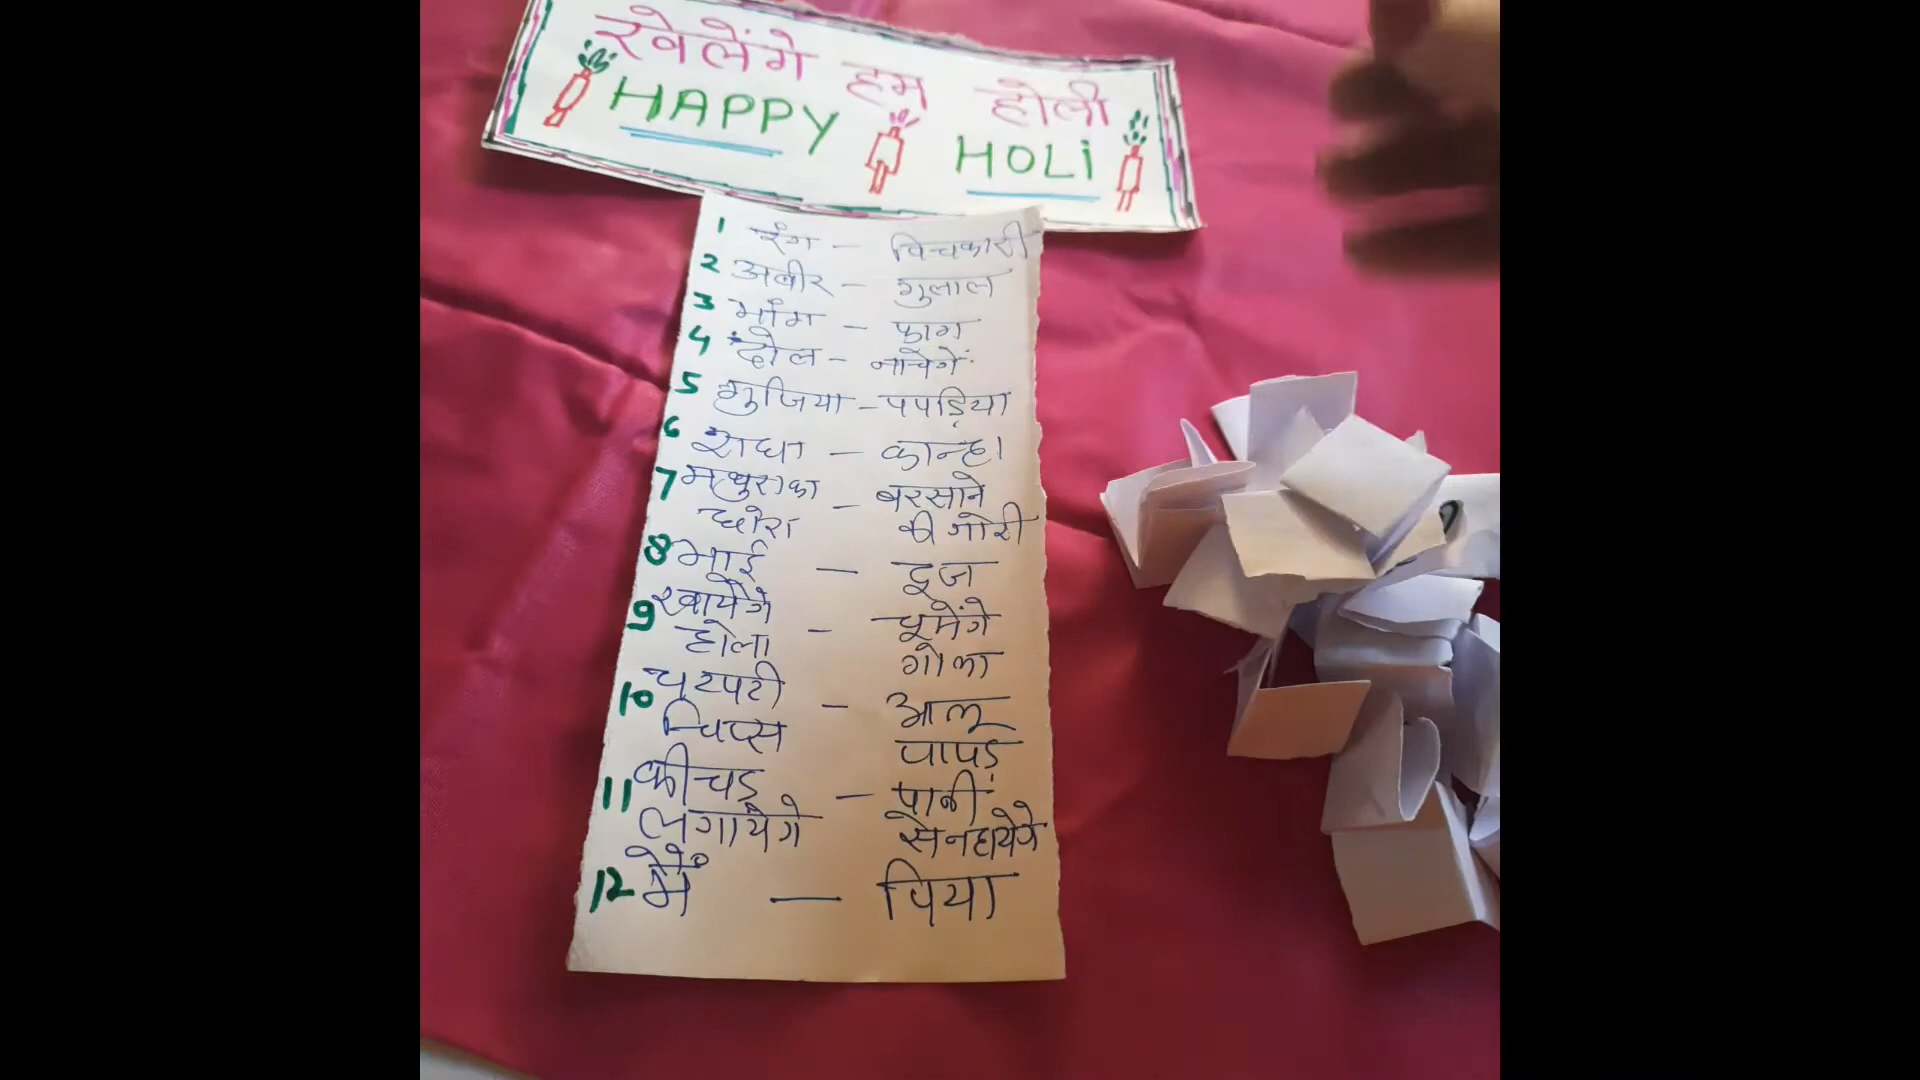 खेलेंगे हम होली
HAPPY HOLI
1 रंग - पिचकारी
2 अबीर - गुलाल
3 भाँग - फाग
4 ढोल - नाचेगें
5 गुजिया - पपड़िया
6 राधा - कान्हा
7 मथुरा का - बरसाने
छोरा की गोरी
8 भाई - दूज
9 खायेंगे - घूमेंगे
होला गोला
10 चटपटी - आलू
चिप्स पापड़
11 कीचड़ - पानी
लगायेगे से नहायेगे
12 मैं - पिया